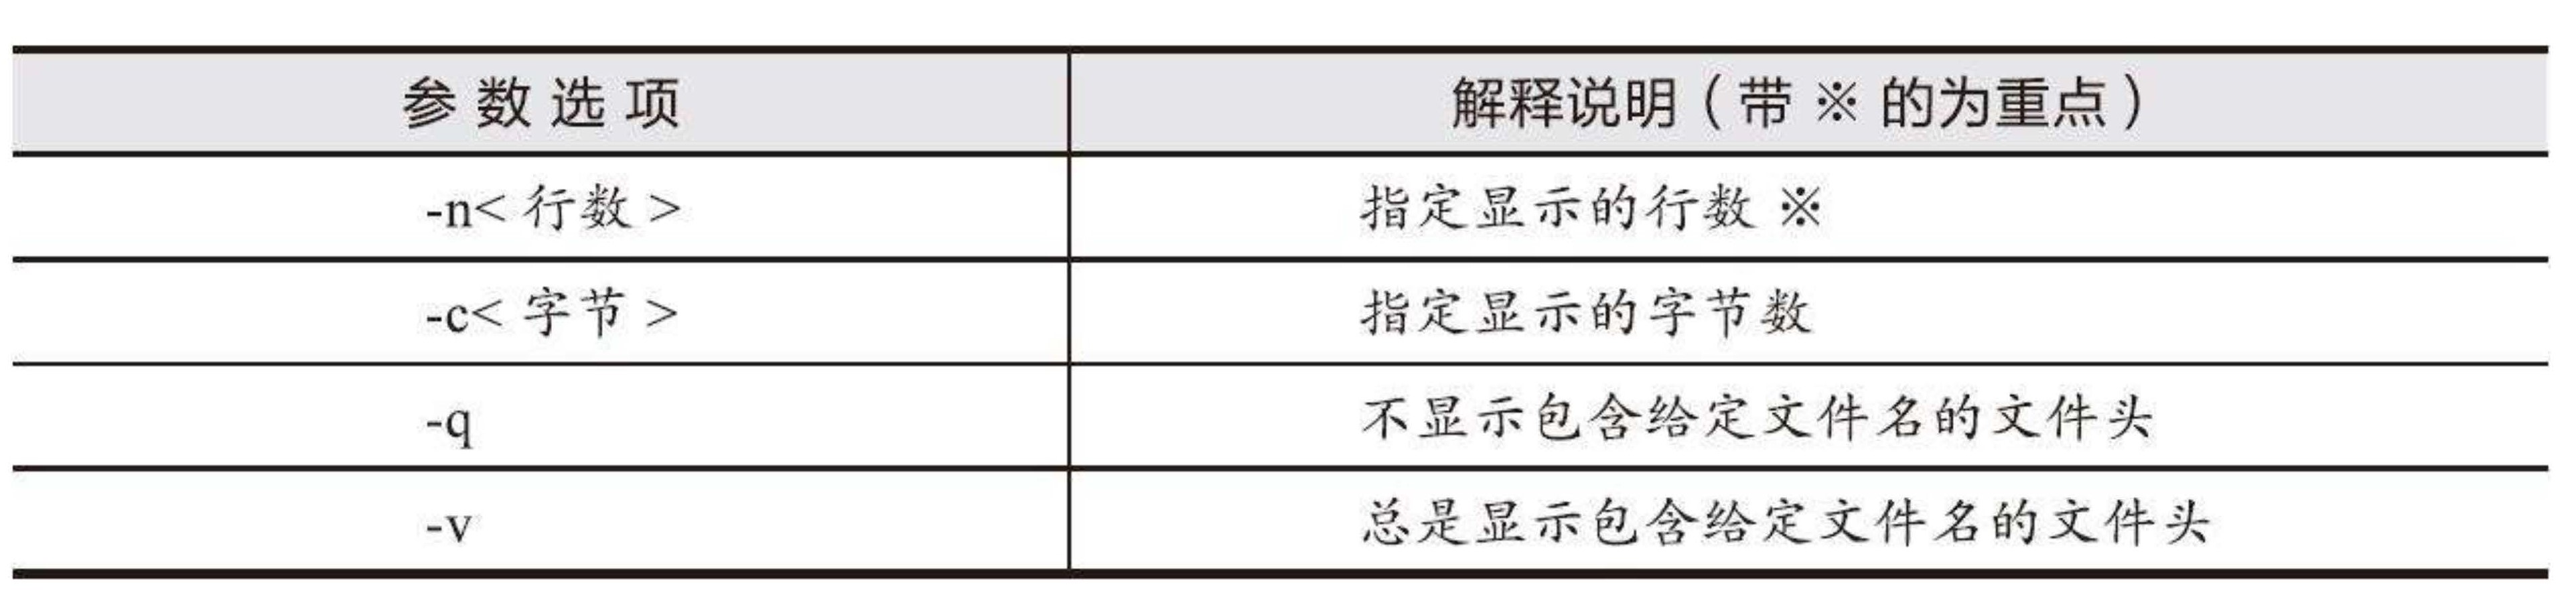 参数选项 解释说明（带 ※ 的为重点）
-n< 行数 > 指定显示的行数 ※
-c< 字节 > 指定显示的字节数
-q 不显示包含给定文件名的文件头
-v 总是显示包含给定文件名的文件头